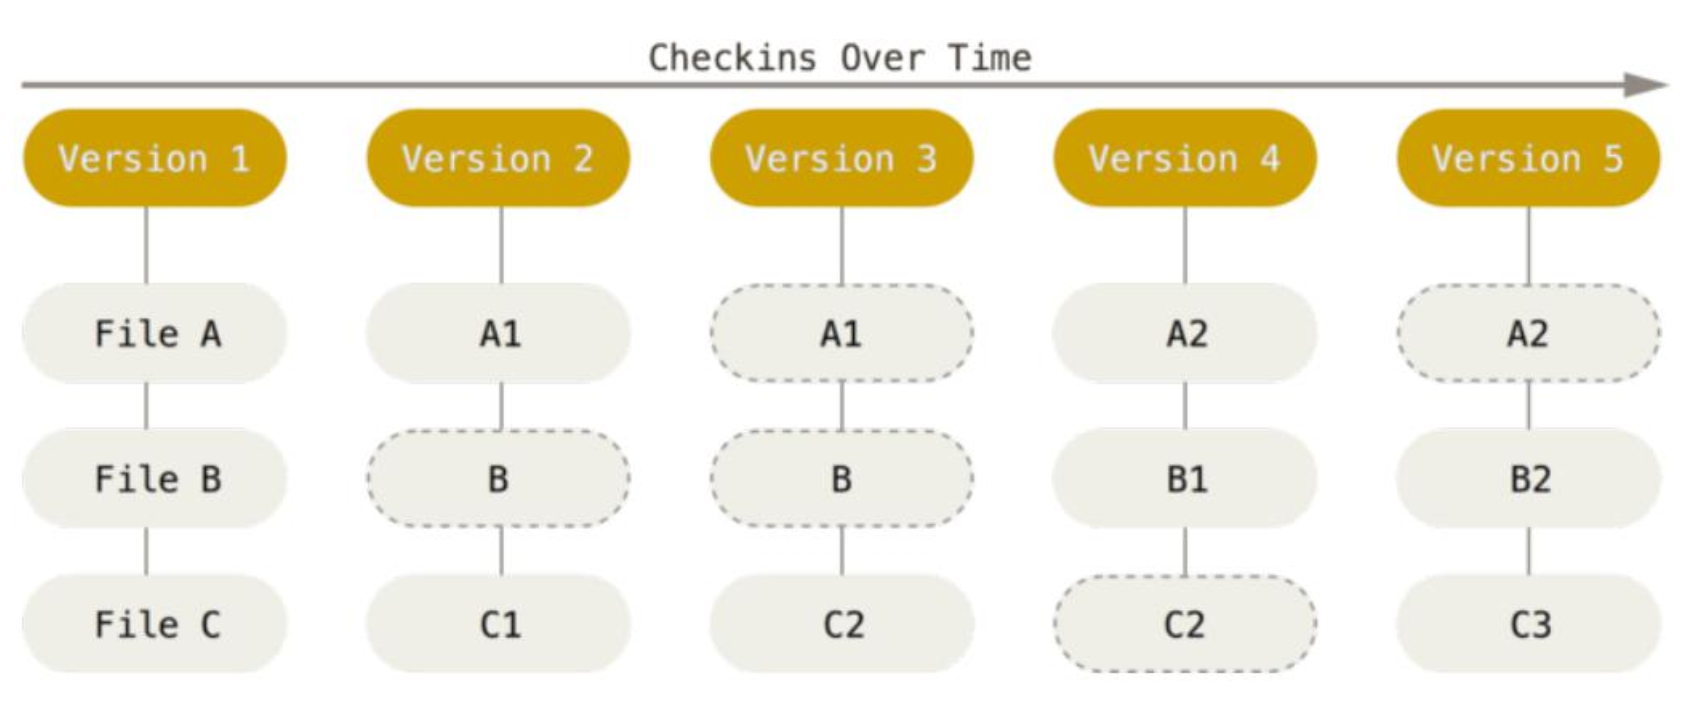 Checkins Over Time
Version 1 Version 2 Version 3 Version 4 Version 5
File A A1 A1 A2 A2
File B B B B1 B2
File C C1 C2 C2 C3